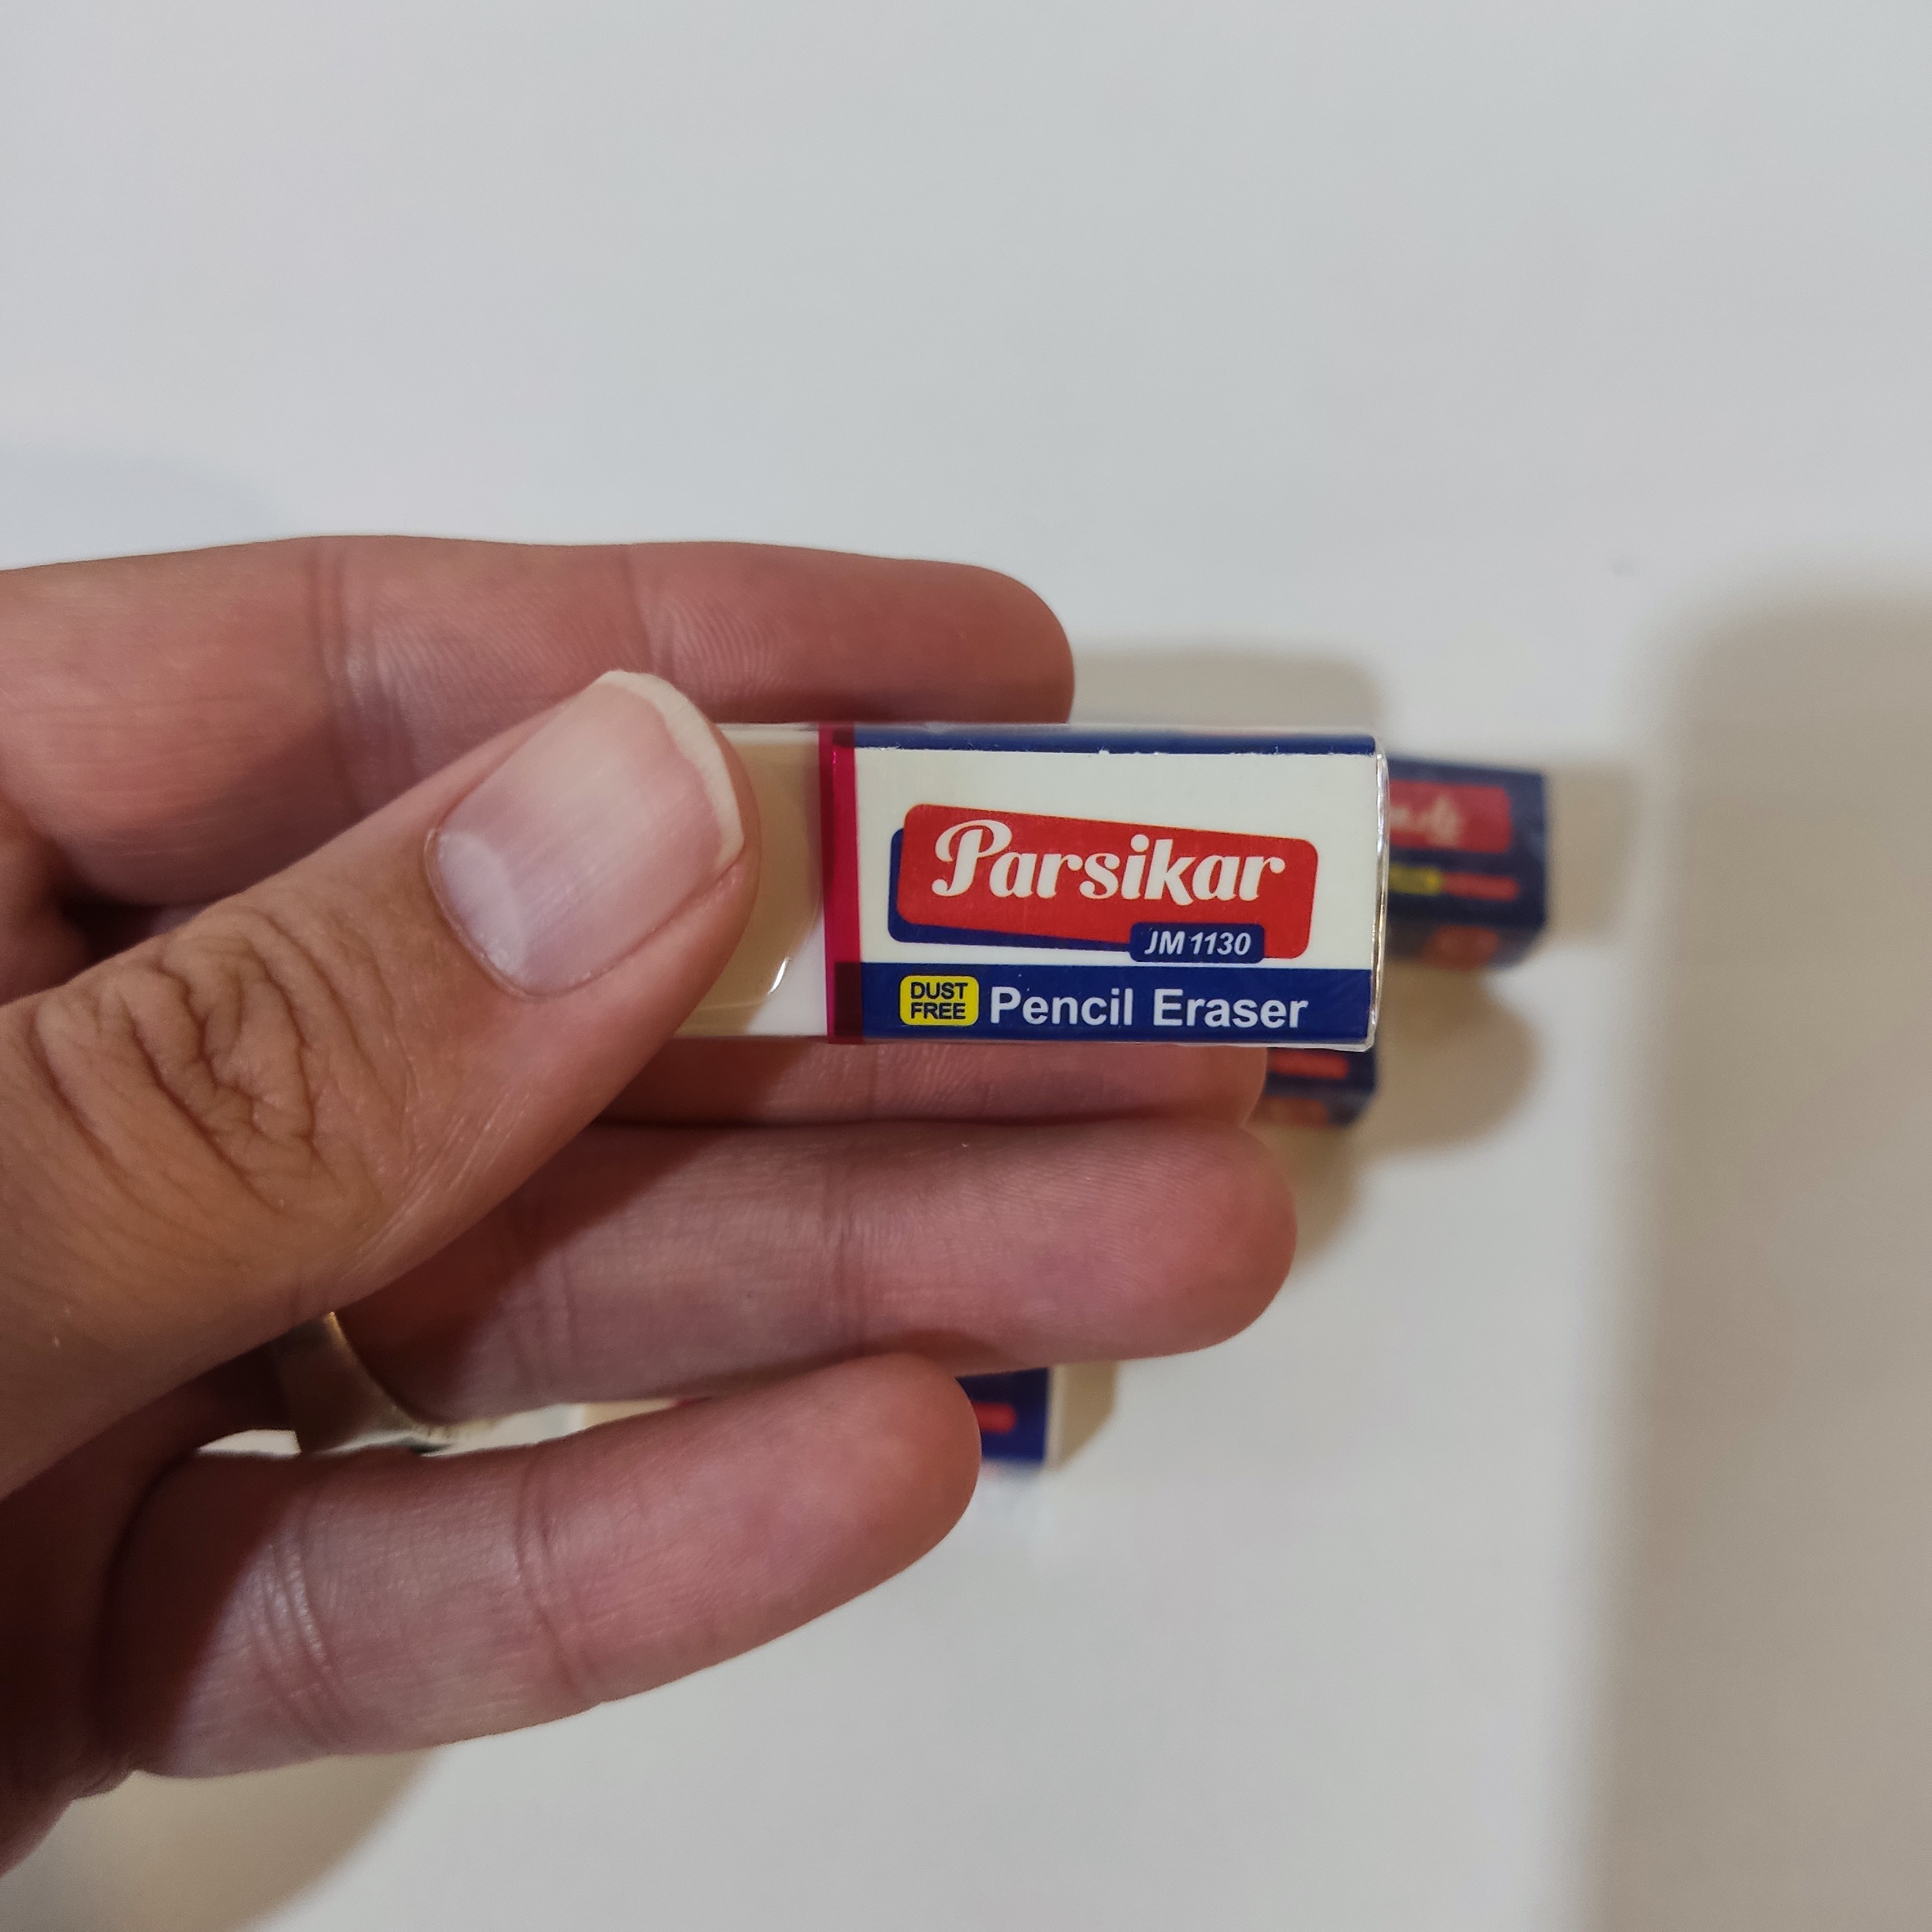 Parsikar
JM 1130
DUST
FREE
Pencil Eraser